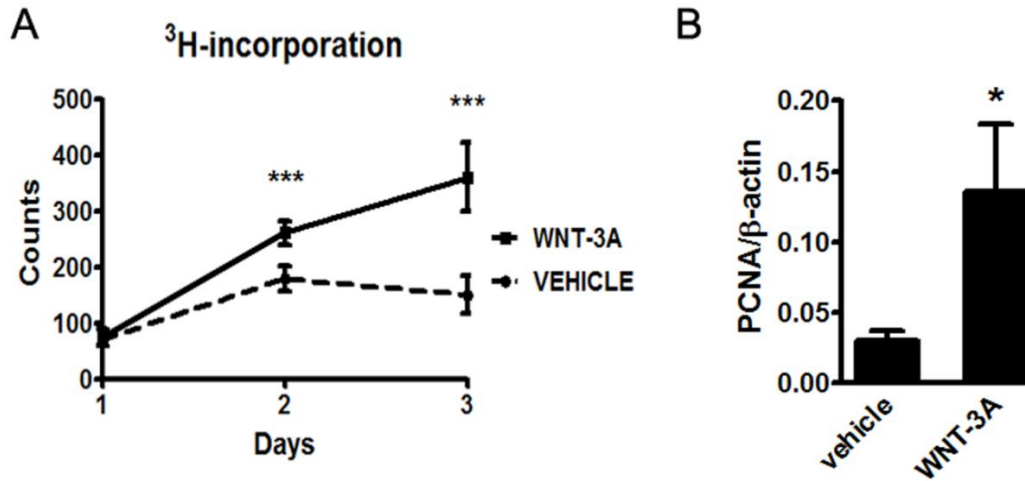 A
³H-incorporation
500
400
300
200
100
0
Counts
***
***
1
2
3
Days
WNT-3A
VEHICLE
B
0.20
0.15
0.10
0.05
0.00
PCNA/β-actin
*
vehicle
WNT-3A